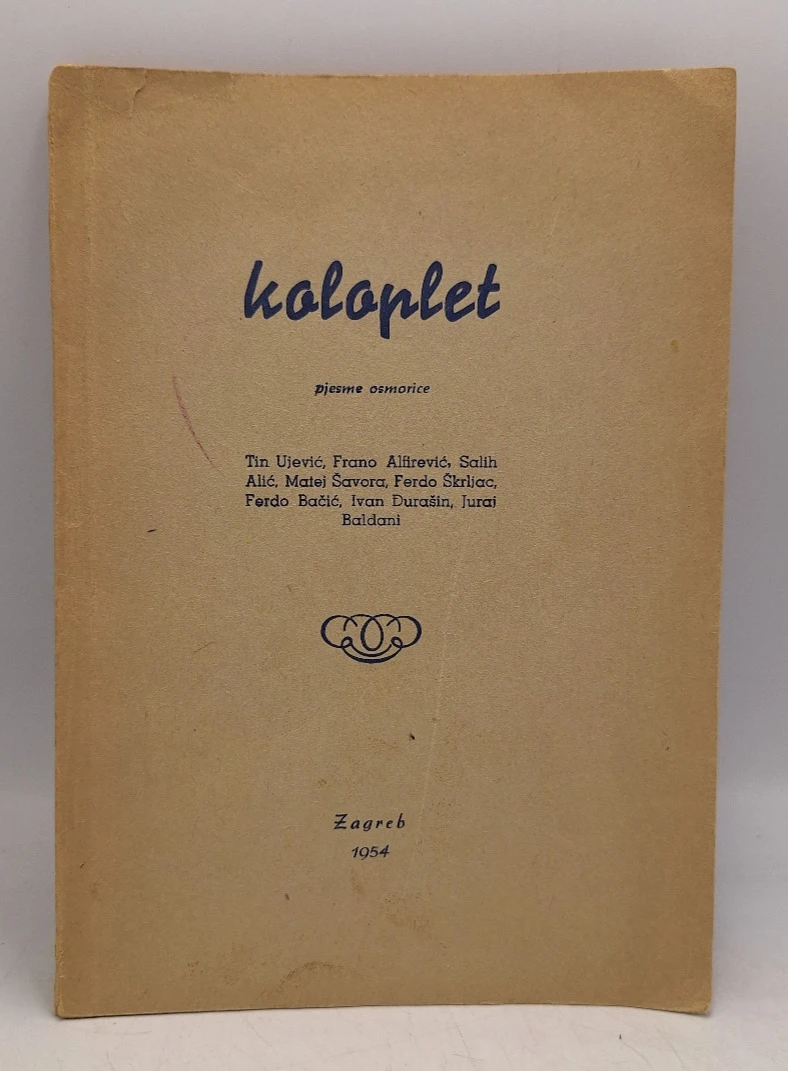 koloplet
pjesme osmorice
Tin Ujević, Frano Alfirević, Salih
Alić, Matej Šavora, Ferdo Škrljac,
Ferdo Bačić, Ivan Đurašin, Juraj
Baldani
Zagreb
1954